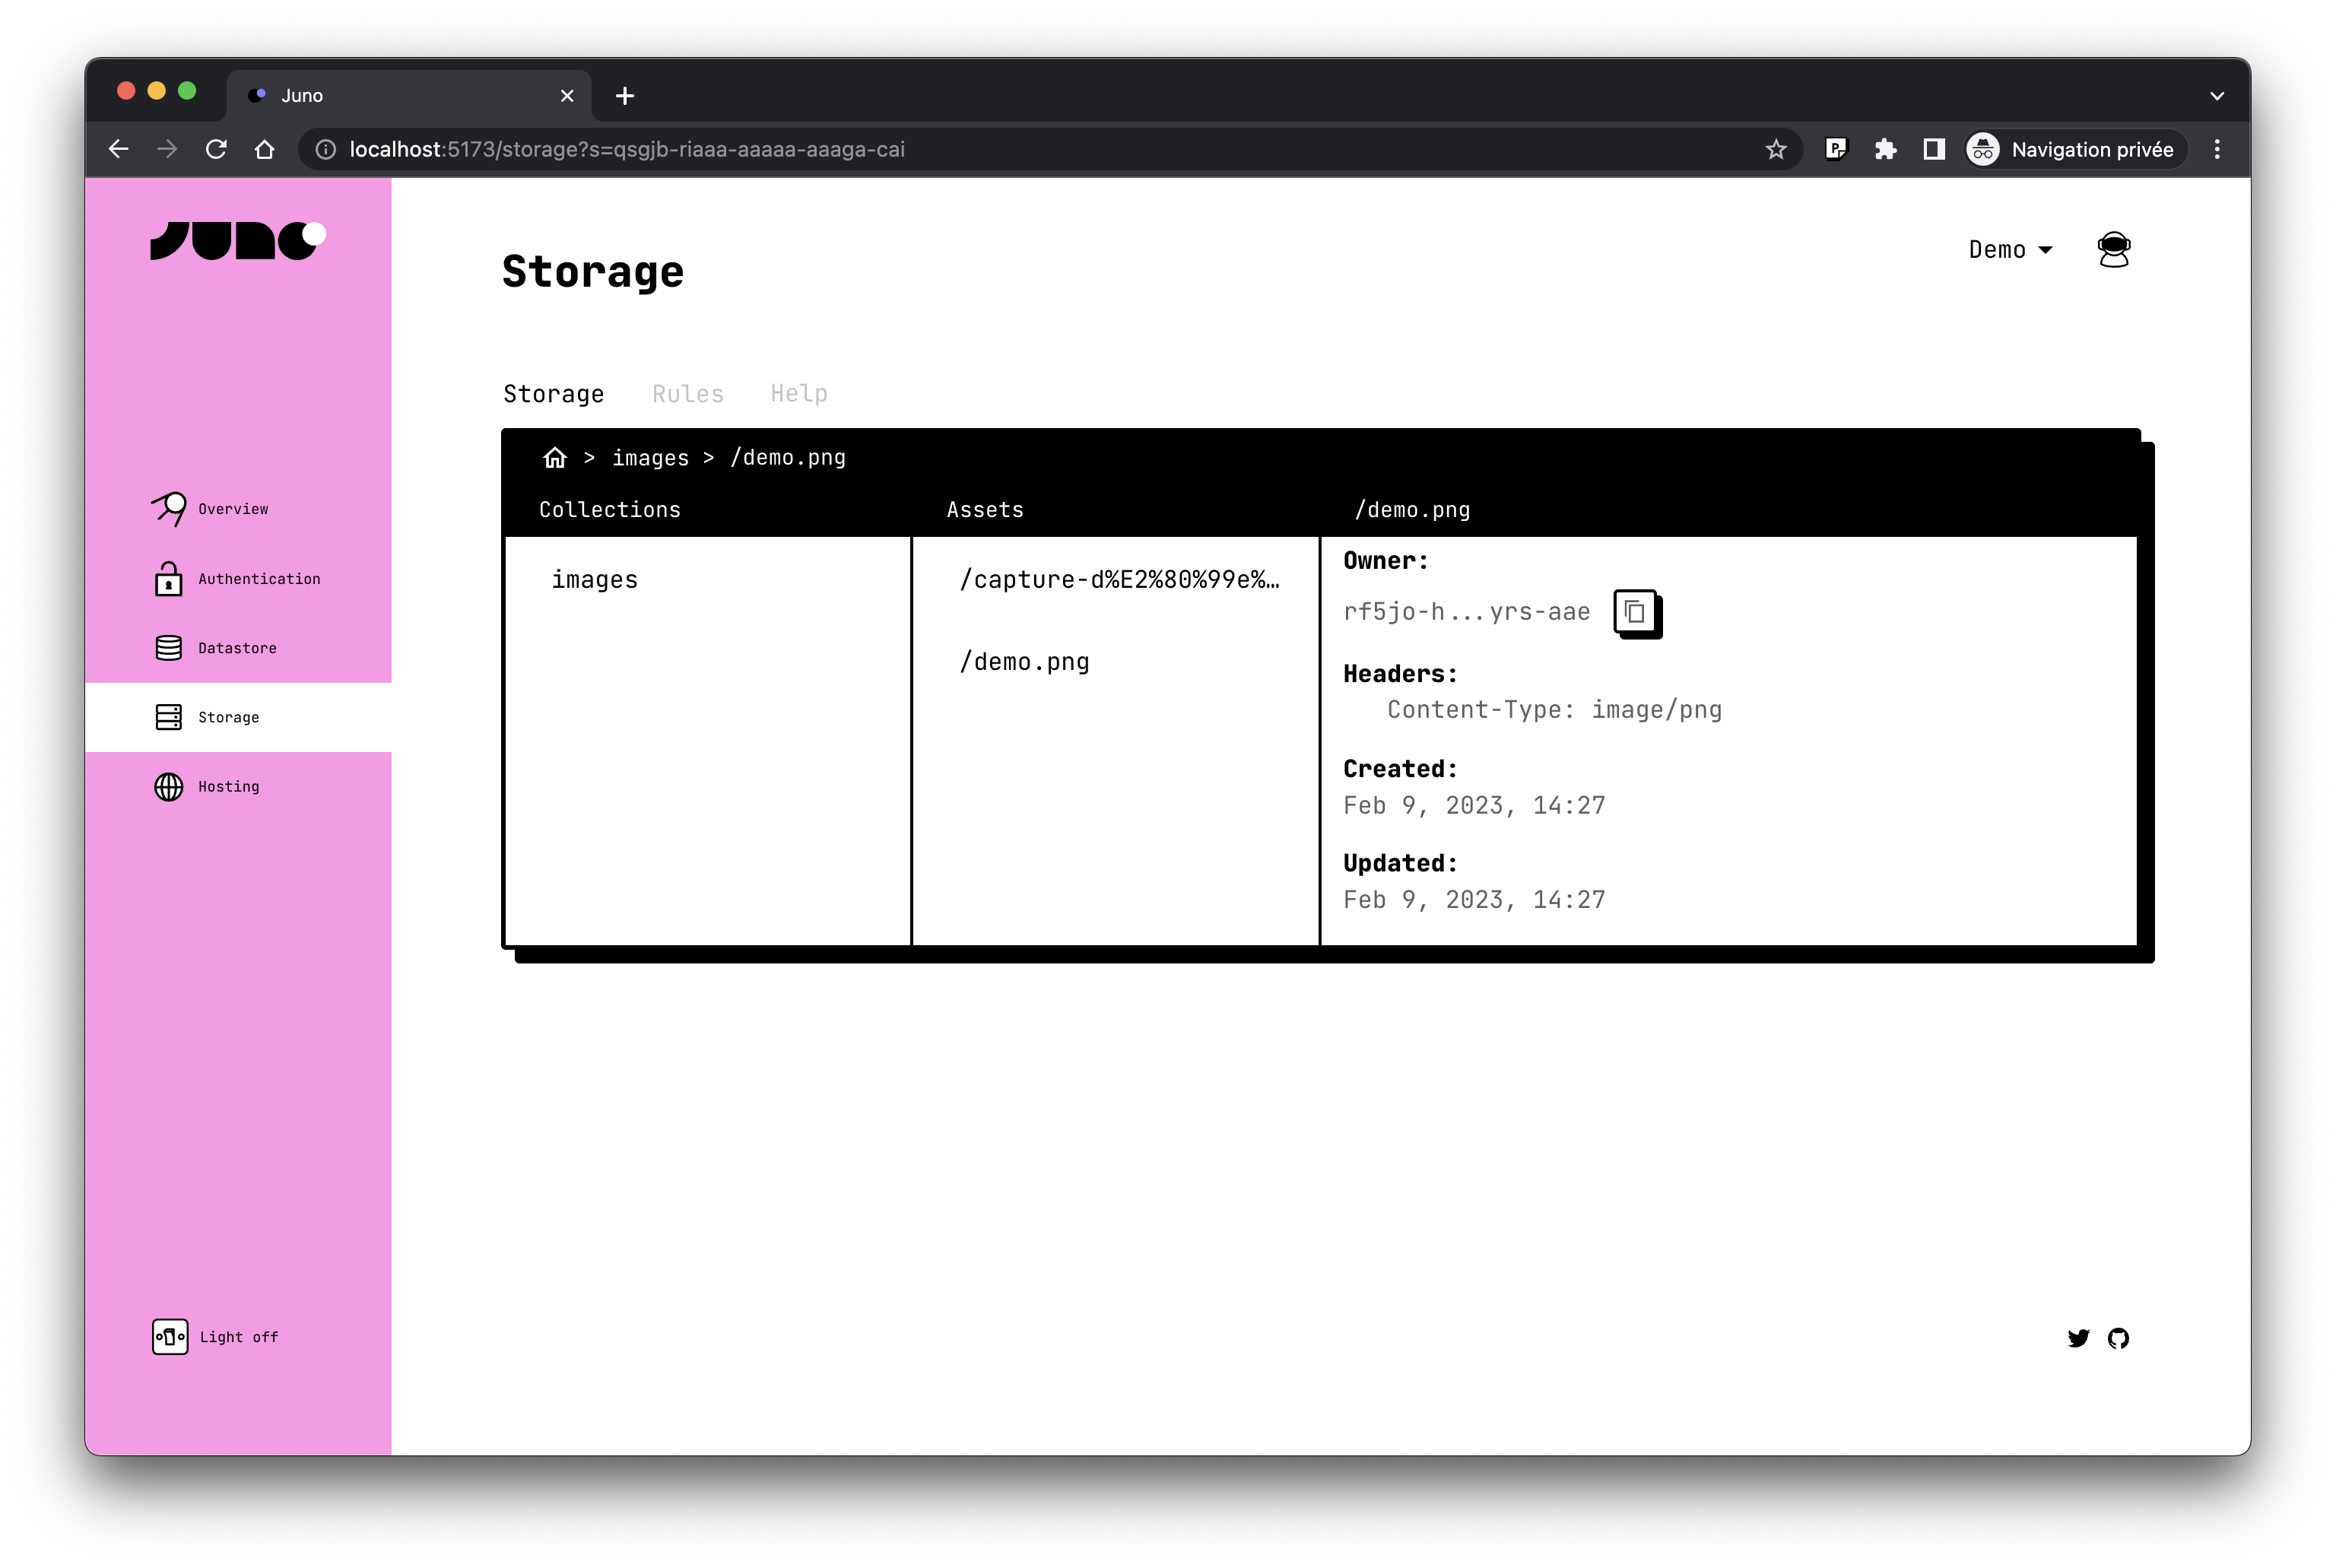 Juno
localhost:5173/storage?s=qsgjb-riaaa-aaaaa-aaaga-cai
Navigation privée
JUNO
Storage
Demo
Storage Rules Help
> images > /demo.png
Collections Assets /demo.png
images
/capture-d%E2%80%99e%…
/demo.png
Owner:
rf5jo-h...yrs-aae
Headers:
Content-Type: image/png
Created:
Feb 9, 2023, 14:27
Updated:
Feb 9, 2023, 14:27
Overview
Authentication
Datastore
Storage
Hosting
Light off